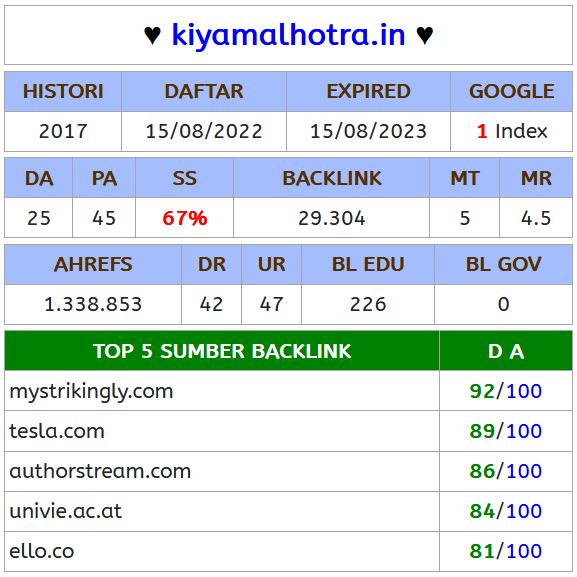 ♥ kiyamalhotra.in ♥
HISTORI DAFTAR EXPIRED GOOGLE
2017 15/08/2022 15/08/2023 1 Index
DA PA SS BACKLINK MT MR
25 45 67% 29.304 5 4.5
AHREFS DR UR BL EDU BL GOV
1.338.853 42 47 226 0
TOP 5 SUMBER BACKLINK D A
mystrikingly.com 92/100
tesla.com 89/100
authorstream.com 86/100
univie.ac.at 84/100
ello.co 81/100